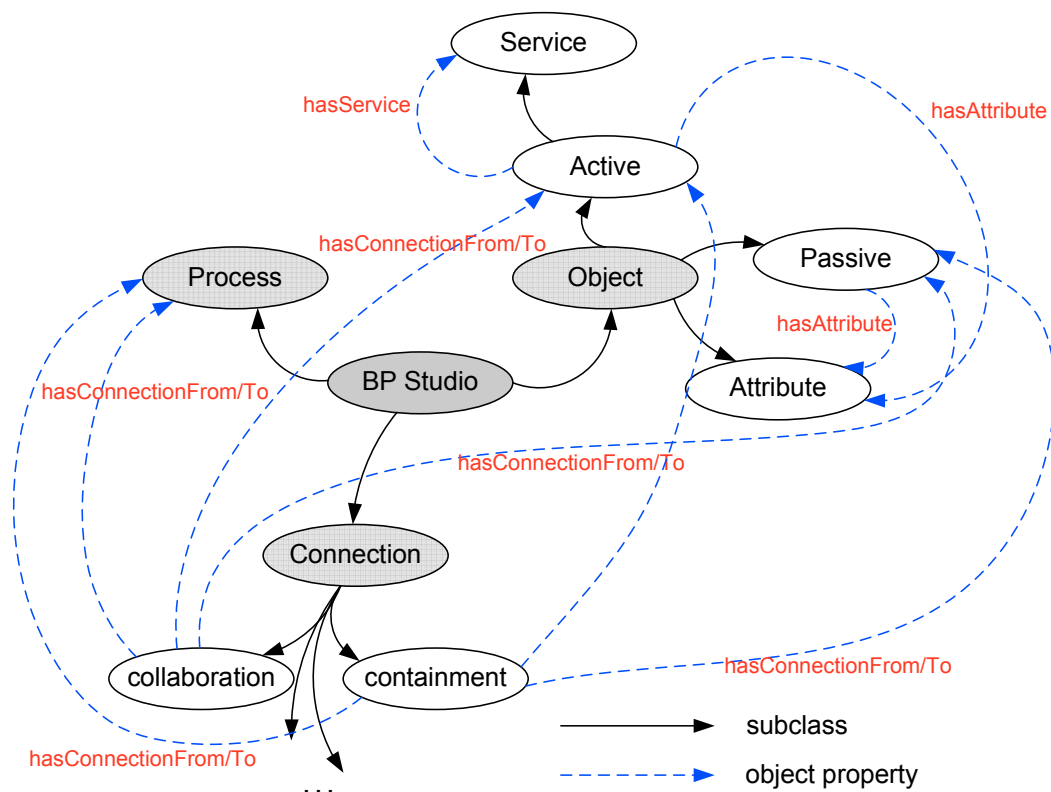 Service
hasService
hasAttribute
Active
hasConnectionFrom/To
Process
Object
Passive
hasAttribute
BP Studio
Attribute
hasConnectionFrom/To
hasConnectionFrom/To
Connection
collaboration
containment
hasConnectionFrom/To
subclass
hasConnectionFrom/To
object property
...